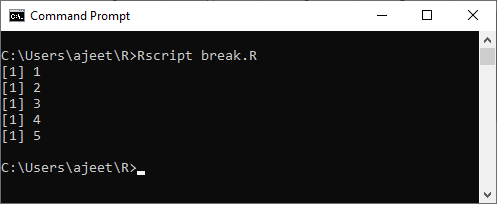 Command Prompt
C:\Users\ajeet\R>Rscript break.R
[1] 1
[1] 2
[1] 3
[1] 4
[1] 5
C:\Users\ajeet\R>